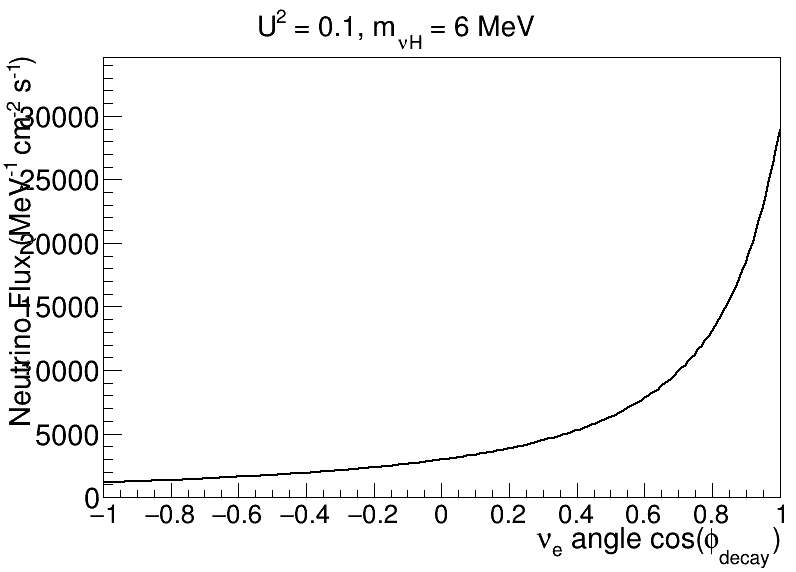 U² = 0.1, m_νH = 6 MeV
Neutrino Flux (MeV⁻¹ cm⁻² s⁻¹)
30000
25000
20000
15000
10000
5000
0
−1 −0.8 −0.6 −0.4 −0.2 0 0.2 0.4 0.6 0.8 1
ν_e angle cos(ϕ_decay)